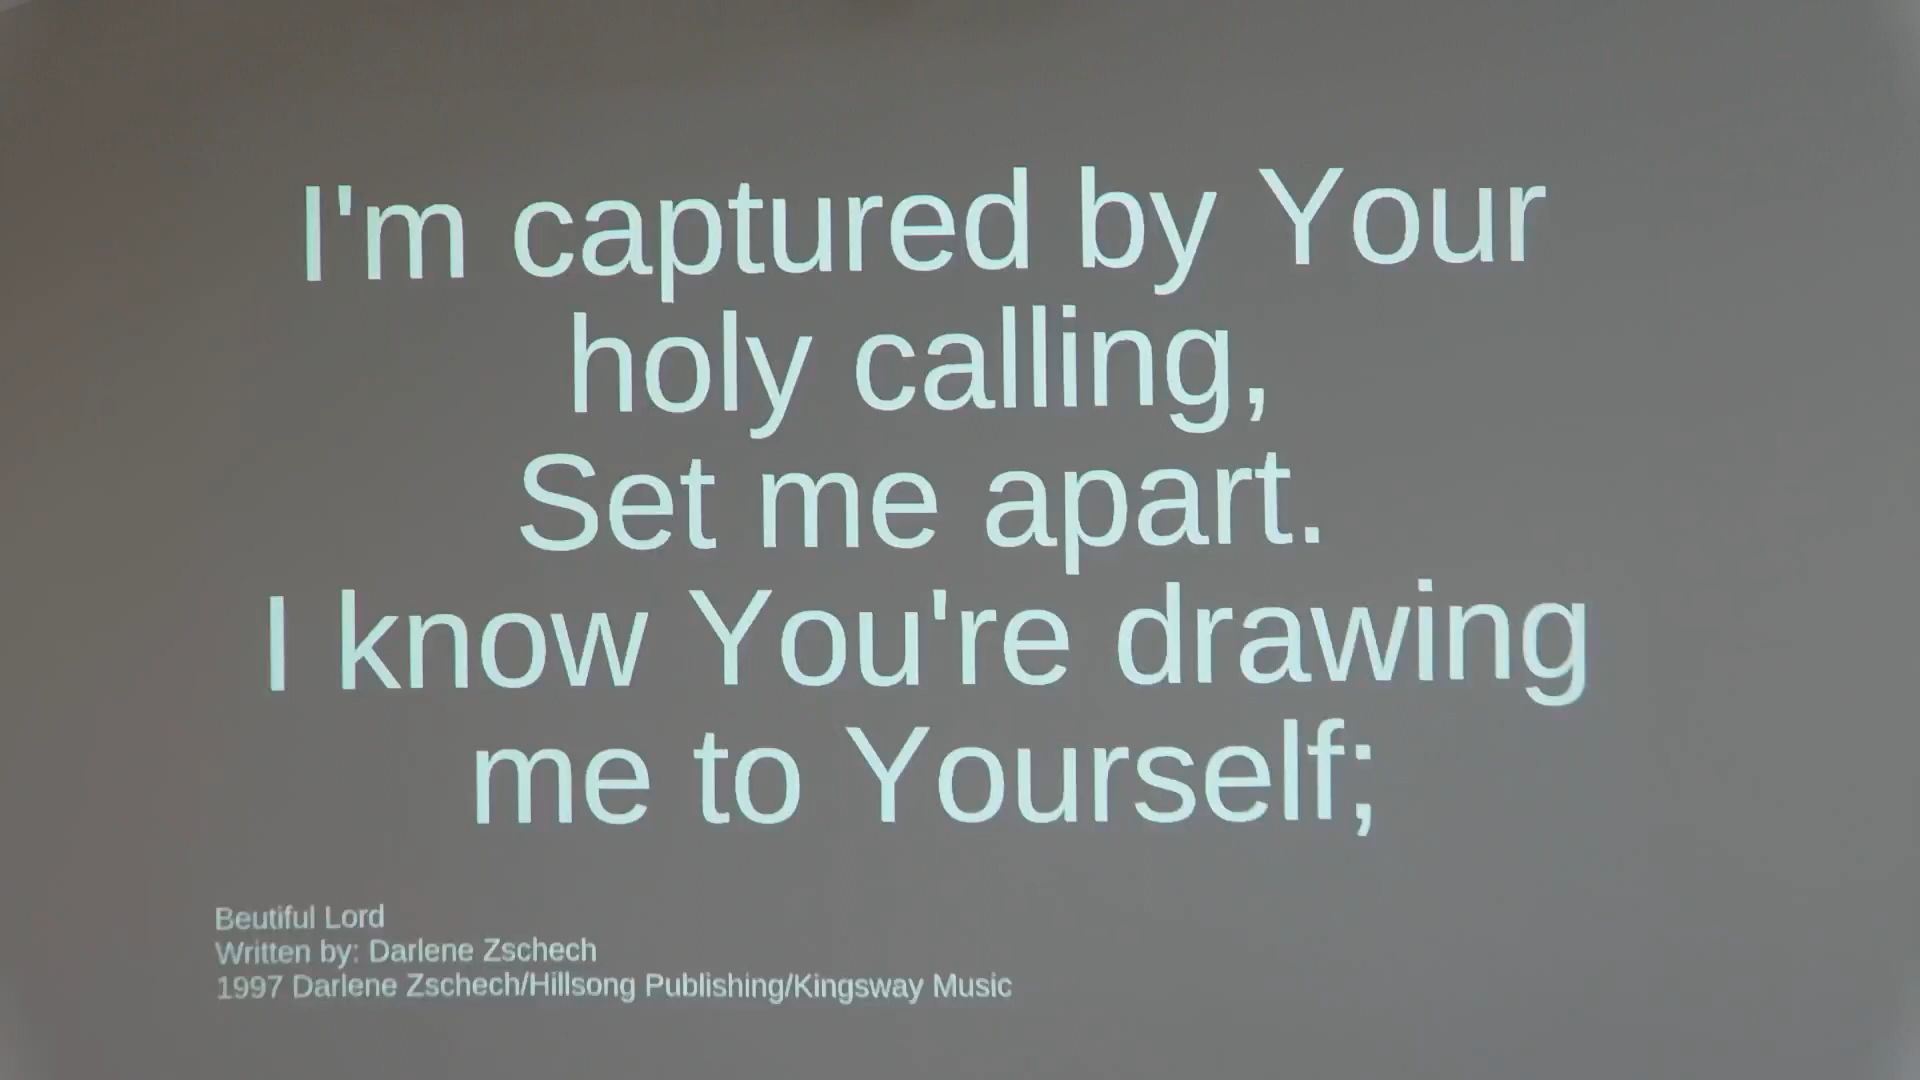 I'm captured by Your
holy calling,
Set me apart.
I know You're drawing
me to Yourself;
Beutiful Lord
Written by: Darlene Zschech
1997 Darlene Zschech/Hillsong Publishing/Kingsway Music